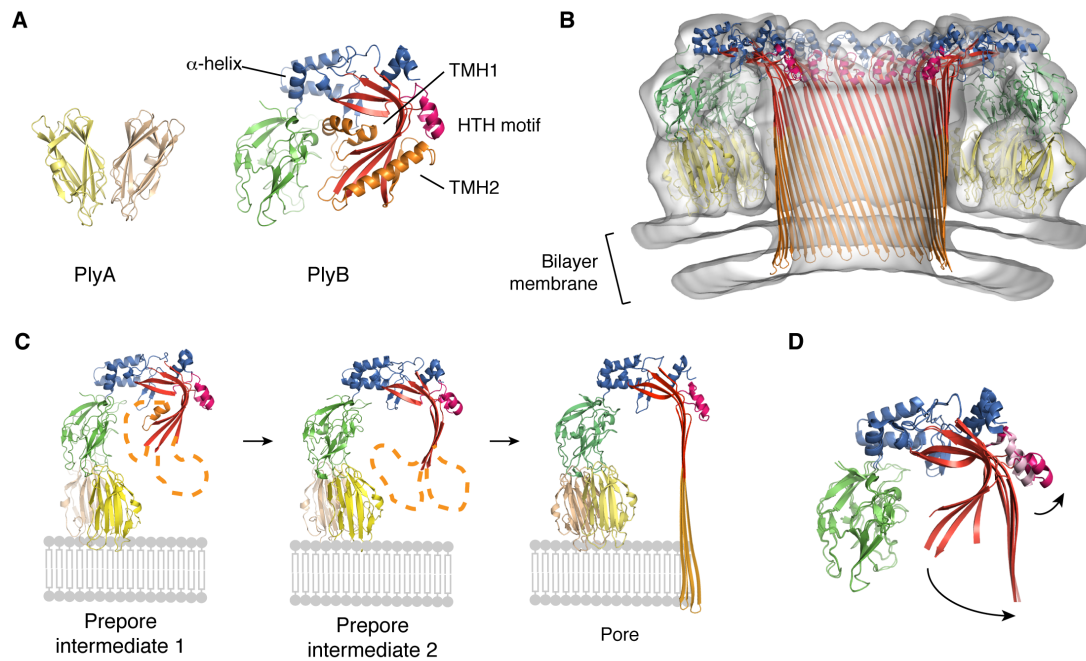 A
α-helix
TMH1
HTH motif
TMH2
PlyA
PlyB
B
Bilayer
membrane
C
Prepore
intermediate 1
Prepore
intermediate 2
Pore
D